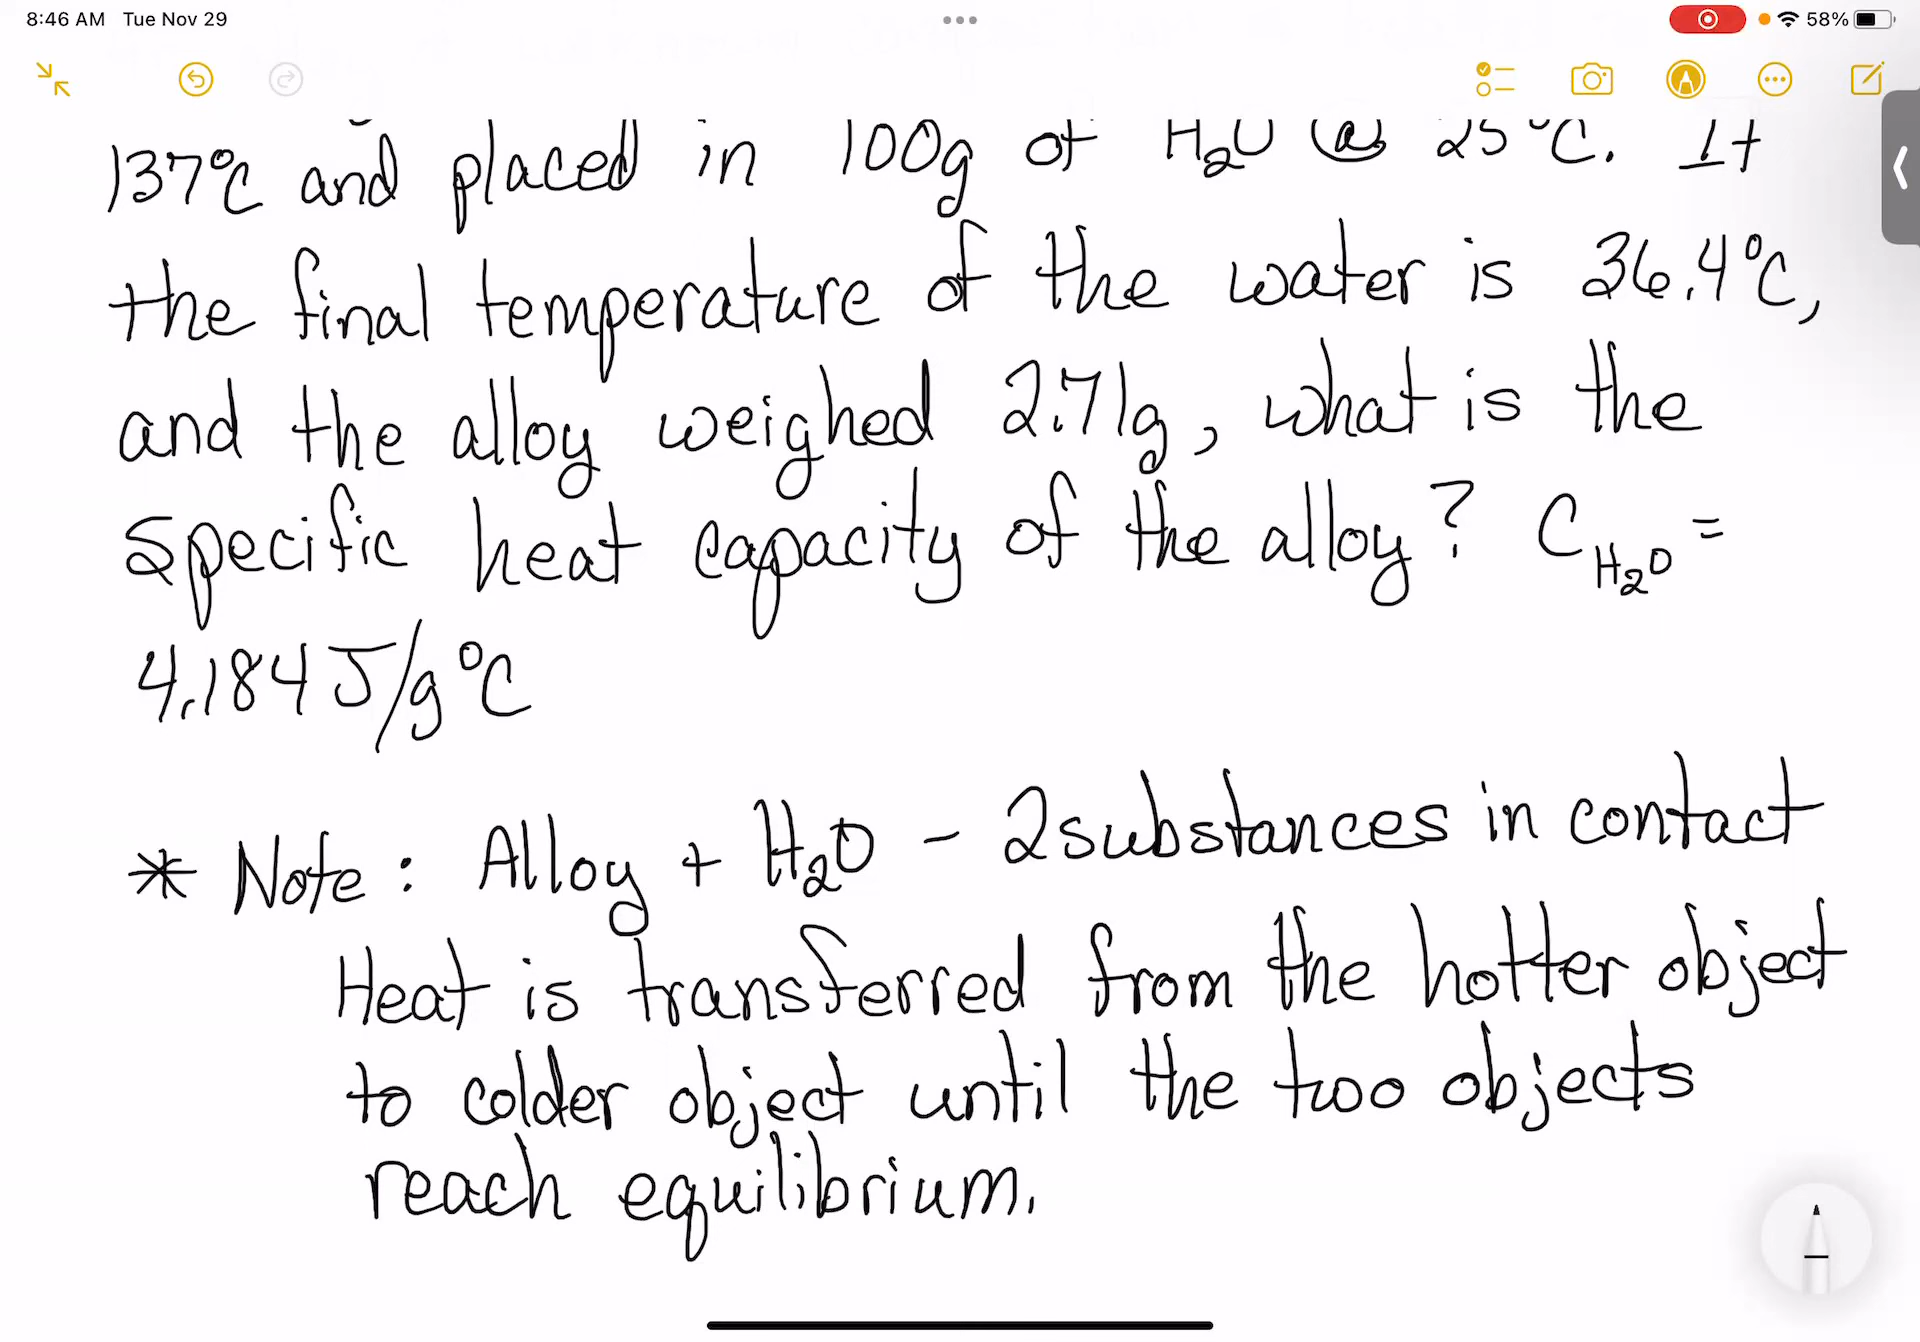 8:46 AM Tue Nov 29
58%
137°C and placed in 100g of H₂O @ 25°C. If
the final temperature of the water is 36.4°C,
and the alloy weighed 2.71g, what is the
specific heat capacity of the alloy? C H₂O =
4.184 J/g°C
* Note: Alloy + H₂O - 2 substances in contact
Heat is transferred from the hotter object
to colder object until the two objects
reach equilibrium.